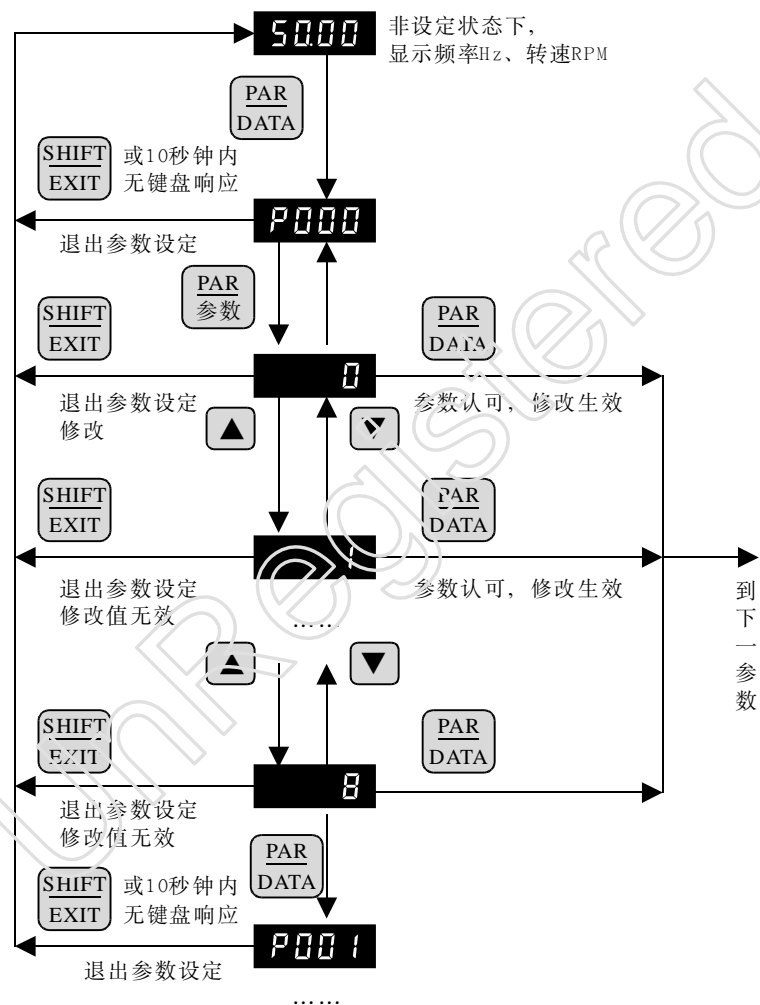 50.00
非设定状态下，
显示频率Hz、转速RPM
PAR
DATA
SHIFT
EXIT
或10秒钟内
无键盘响应
P000
退出参数设定
PAR
参数
SHIFT
EXIT
PAR
DATA
0
退出参数设定
修改
▲
▼
参数认可，修改生效
SHIFT
EXIT
PAR
DATA
1
退出参数设定
修改值无效
参数认可，修改生效
到下一参数
……
▲
▼
SHIFT
EXIT
PAR
DATA
8
退出参数设定
修改值无效
PAR
DATA
SHIFT
EXIT
或10秒钟内
无键盘响应
P001
退出参数设定
……
UnRegistered